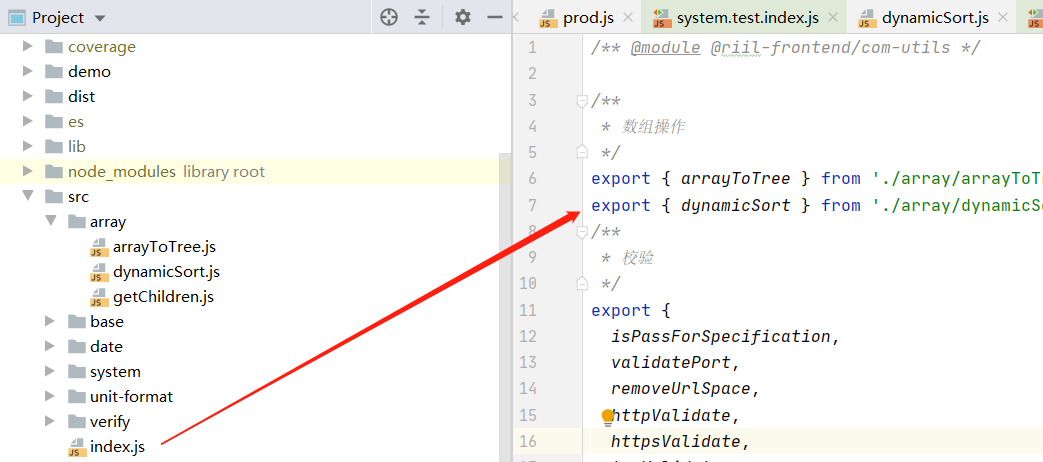 Project
coverage
demo
dist
es
lib
node_modules library root
src
array
arrayToTree.js
dynamicSort.js
getChildren.js
base
date
system
unit-format
verify
index.js
prod.js
system.test.index.js
dynamicSort.js
1 /** @module @riil-frontend/com-utils */
2
3 /**
4 * 数组操作
5 */
6 export { arrayToTree } from './array/arrayToTr
7 export { dynamicSort } from './array/dynamicSo
8 /**
9 * 校验
10 */
11 export {
12 isPassForSpecification,
13 validatePort,
14 removeUrlSpace,
15 httpValidate,
16 httpsValidate,